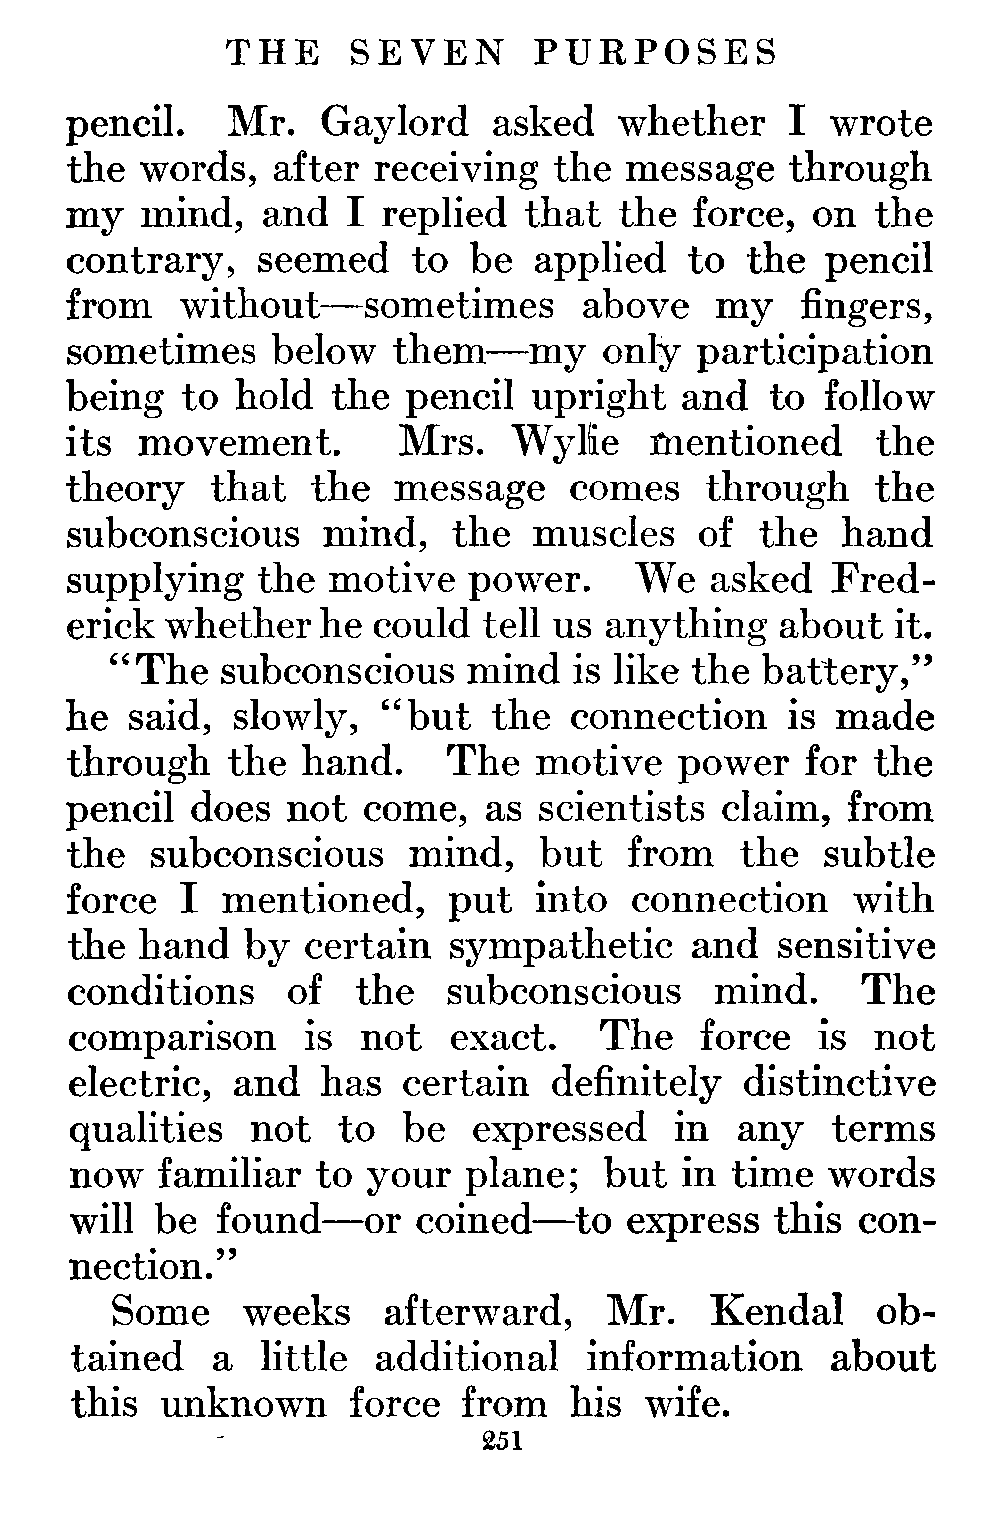 THE SEVEN PURPOSES
pencil. Mr. Gaylord asked whether I wrote
the words, after receiving the message through
my mind, and I replied that the force, on the
contrary, seemed to be applied to the pencil
from without—sometimes above my fingers,
sometimes below them—my only participation
being to hold the pencil upright and to follow
its movement. Mrs. Wylie mentioned the
theory that the message comes through the
subconscious mind, the muscles of the hand
supplying the motive power. We asked Fred-
erick whether he could tell us anything about it.
“The subconscious mind is like the battery,”
he said, slowly, “but the connection is made
through the hand. The motive power for the
pencil does not come, as scientists claim, from
the subconscious mind, but from the subtle
force I mentioned, put into connection with
the hand by certain sympathetic and sensitive
conditions of the subconscious mind. The
comparison is not exact. The force is not
electric, and has certain definitely distinctive
qualities not to be expressed in any terms
now familiar to your plane; but in time words
will be found—or coined—to express this con-
nection.”
Some weeks afterward, Mr. Kendal ob-
tained a little additional information about
this unknown force from his wife.
251